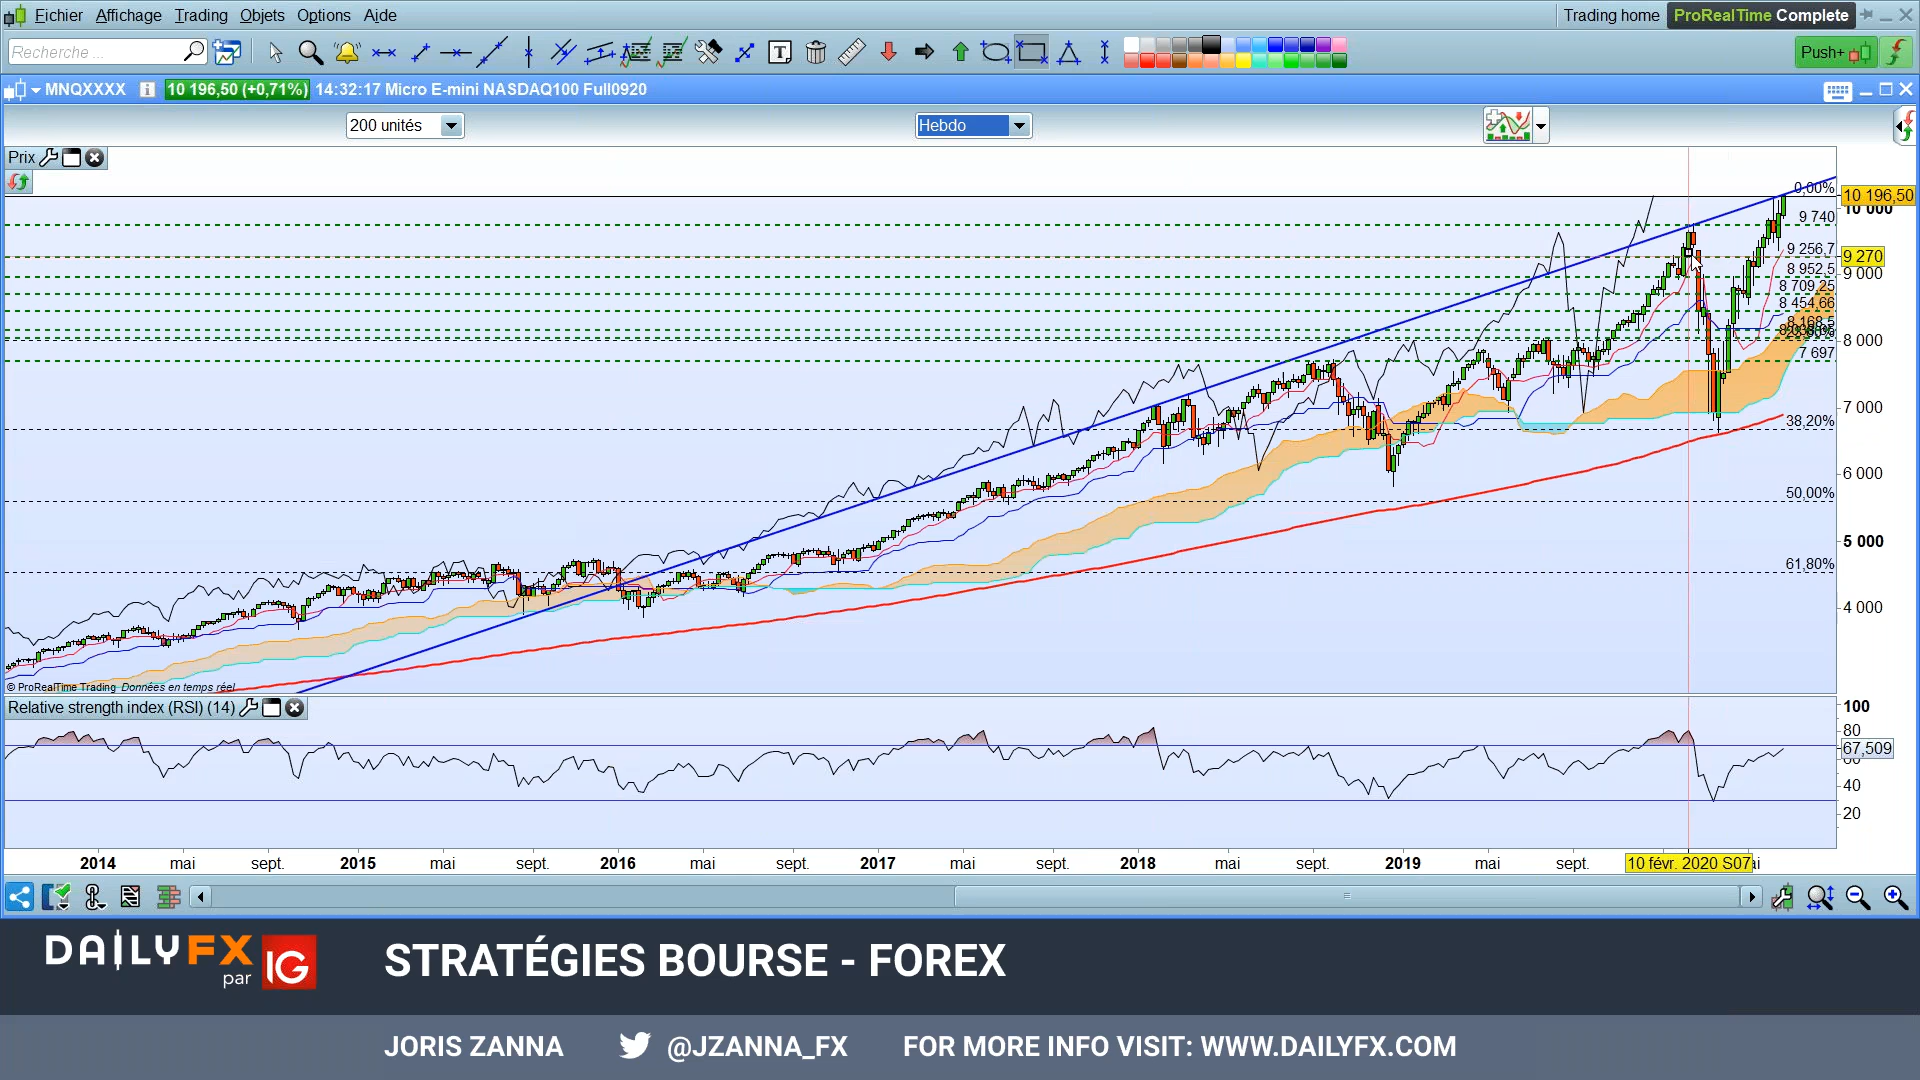 Fichier Affichage Trading Objets Options Aide
Trading home ProRealTime Complete
Recherche...
Push+
MNQXXXX 10 196,50 (+0,71%) 14:32:17 Micro E-mini NASDAQ100 Full0920
200 unités Hebdo
Prix
0,00%
10 196,50
10 000
9 740
9 256,7
9 270
9 000
8 952,5
8 709,25
8 454,66
8 168,5
8 000
7 697
7 000
38,20%
6 000
50,00%
5 000
61,80%
4 000
© ProRealTime Trading Données en temps réel
Relative strength index (RSI) (14)
100
80
67,509
60
40
20
2014 mai sept. 2015 mai sept. 2016 mai sept. 2017 mai sept. 2018 mai sept. 2019 mai sept. 10 févr. 2020 S07
DAILYFX
par IG
STRATÉGIES BOURSE - FOREX
JORIS ZANNA @JZANNA_FX FOR MORE INFO VISIT: WWW.DAILYFX.COM